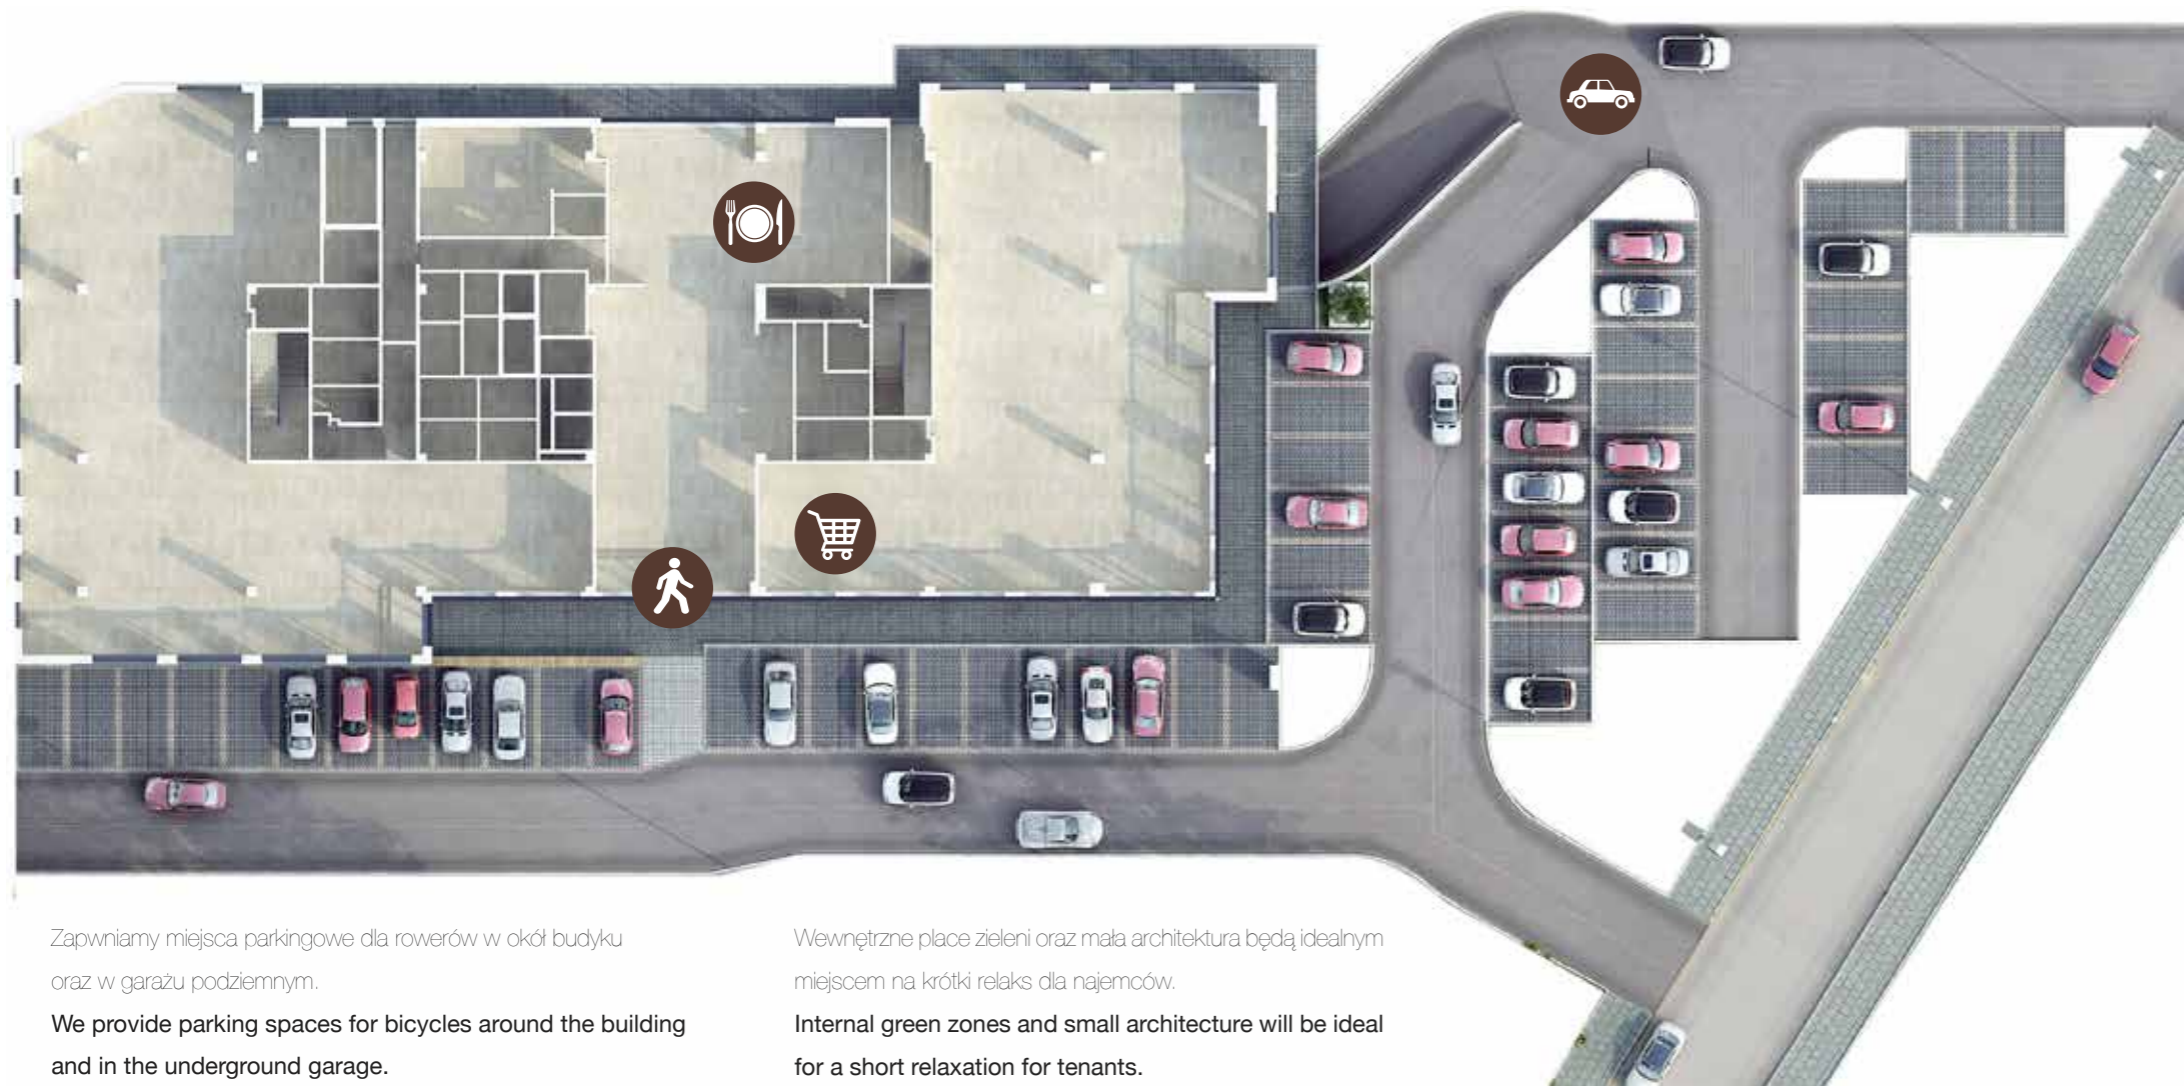 Zapwniamy miejsca parkingowe dla rowerów w okół budyku
oraz w garażu podziemnym.
We provide parking spaces for bicycles around the building
and in the underground garage.
Wewnętrzne place zieleni oraz mała architektura będą idealnym
miejscem na krótki relaks dla najemców.
Internal green zones and small architecture will be ideal
for a short relaxation for tenants.